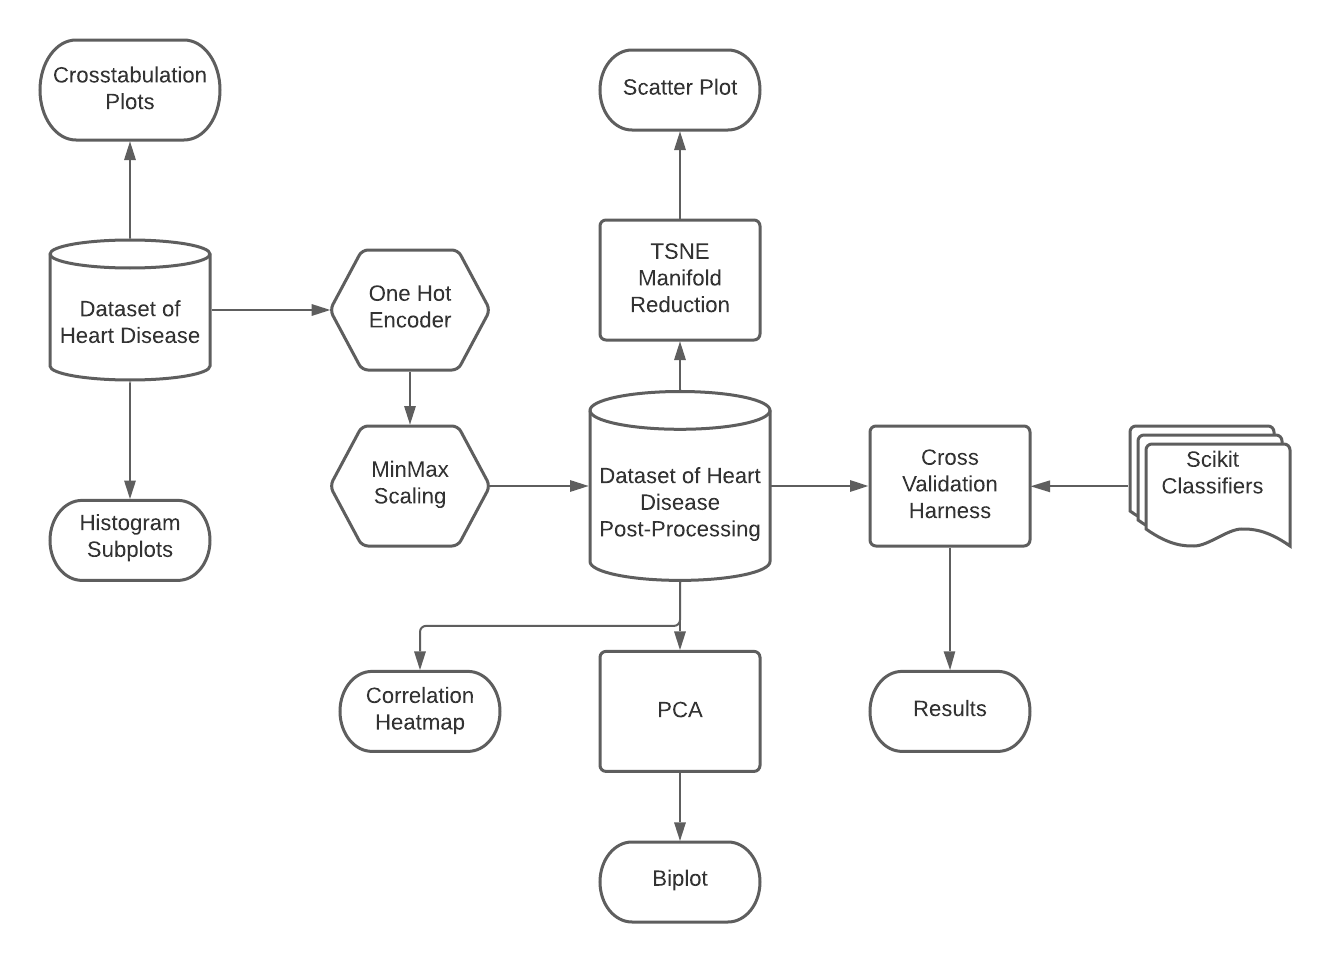 Crosstabulation
Plots
Scatter Plot
TSNE
Manifold
Reduction
Dataset of
Heart Disease
One Hot
Encoder
MinMax
Scaling
Dataset of Heart
Disease
Post-Processing
Cross
Validation
Harness
Scikit
Classifiers
Histogram
Subplots
Correlation
Heatmap
PCA
Results
Biplot